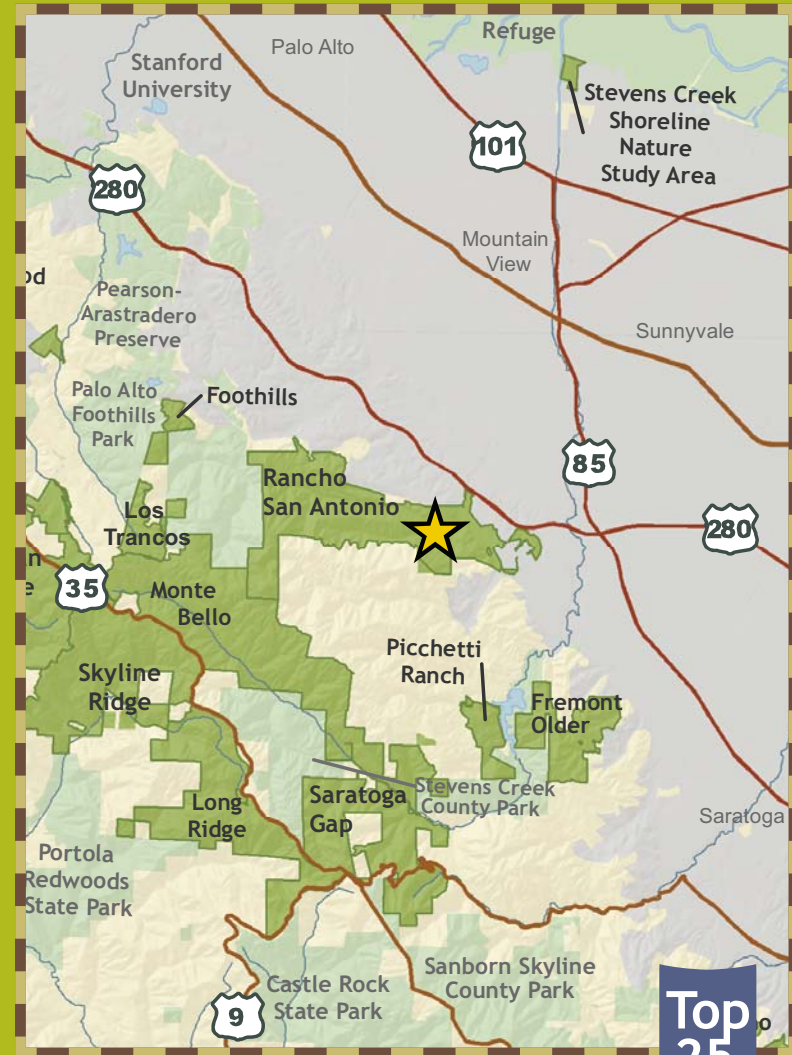 Refuge
Palo Alto
Stanford
University
Stevens Creek
Shoreline
Nature
Study Area
101
280
Mountain
View
od
Pearson-
Arastradero
Preserve
Sunnyvale
Palo Alto
Foothills
Park
Foothills
85
Rancho
San Antonio
Los
Trancos
280
n
e
35
Monte
Bello
Picchetti
Ranch
Skyline
Ridge
Fremont
Older
Stevens Creek
County Park
Saratoga
Gap
Long
Ridge
Saratoga
Portola
Redwoods
State Park
Sanborn Skyline
County Park
Castle Rock
State Park
9
Top
25
o